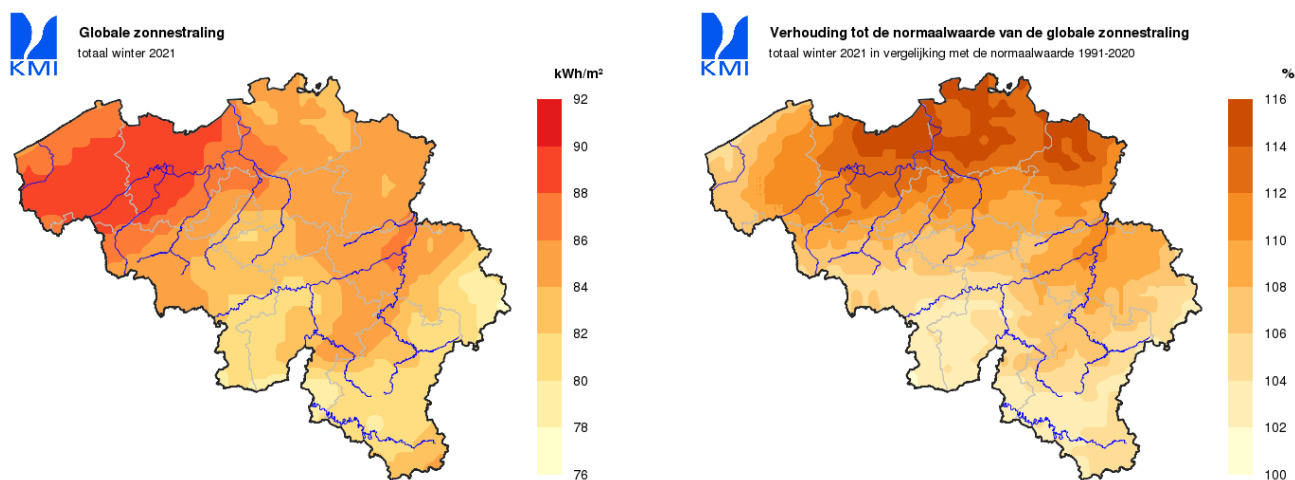 KMI
Globale zonnestraling
totaal winter 2021
kWh/m²
92
90
88
86
84
82
80
78
76
KMI
Verhouding tot de normaalwaarde van de globale zonnestraling
totaal winter 2021 in vergelijking met de normaalwaarde 1991-2020
%
116
114
112
110
108
106
104
102
100